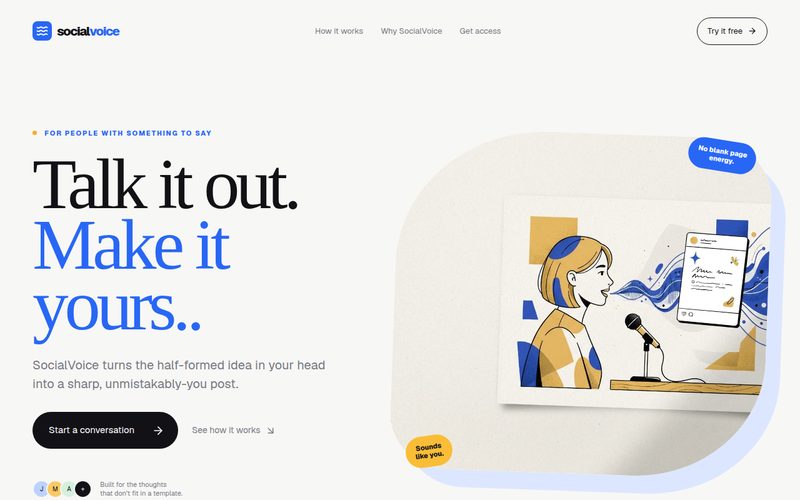 socialvoice
How it works
Why SocialVoice
Get access
Try it free →
FOR PEOPLE WITH SOMETHING TO SAY
Talk it out.
Make it
yours..
SocialVoice turns the half-formed idea in your head
into a sharp, unmistakably-you post.
Start a conversation →
See how it works ↘
J M A +
Built for the thoughts
that don't fit in a template.
No blank page
energy.
Sounds
like you.